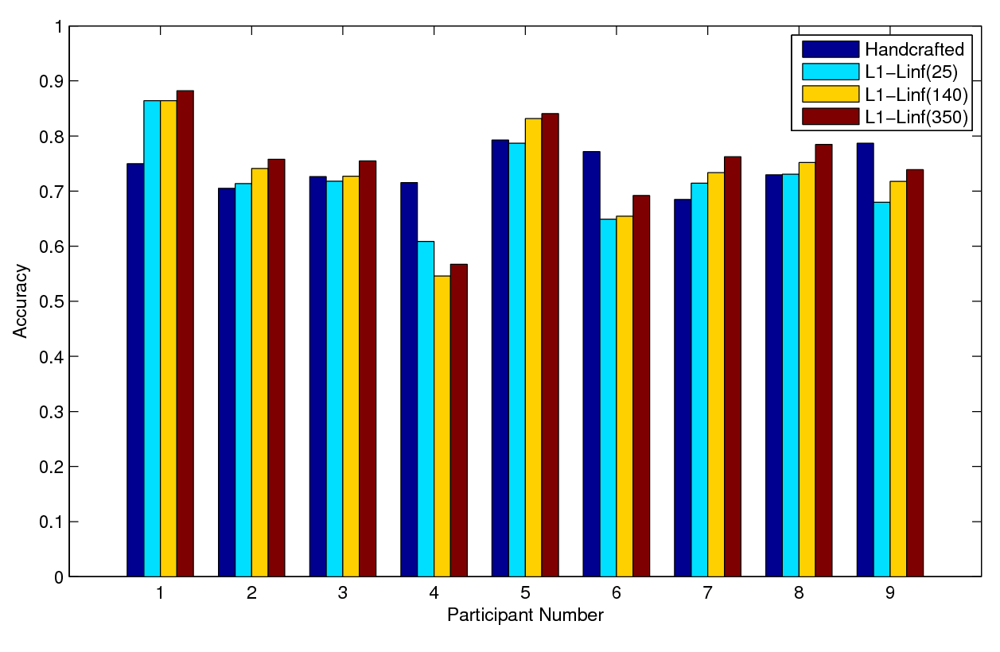 1
0.9
0.8
0.7
0.6
0.5
0.4
0.3
0.2
0.1
0
Accuracy
Handcrafted
L1−Linf(25)
L1−Linf(140)
L1−Linf(350)
1 2 3 4 5 6 7 8 9
Participant Number